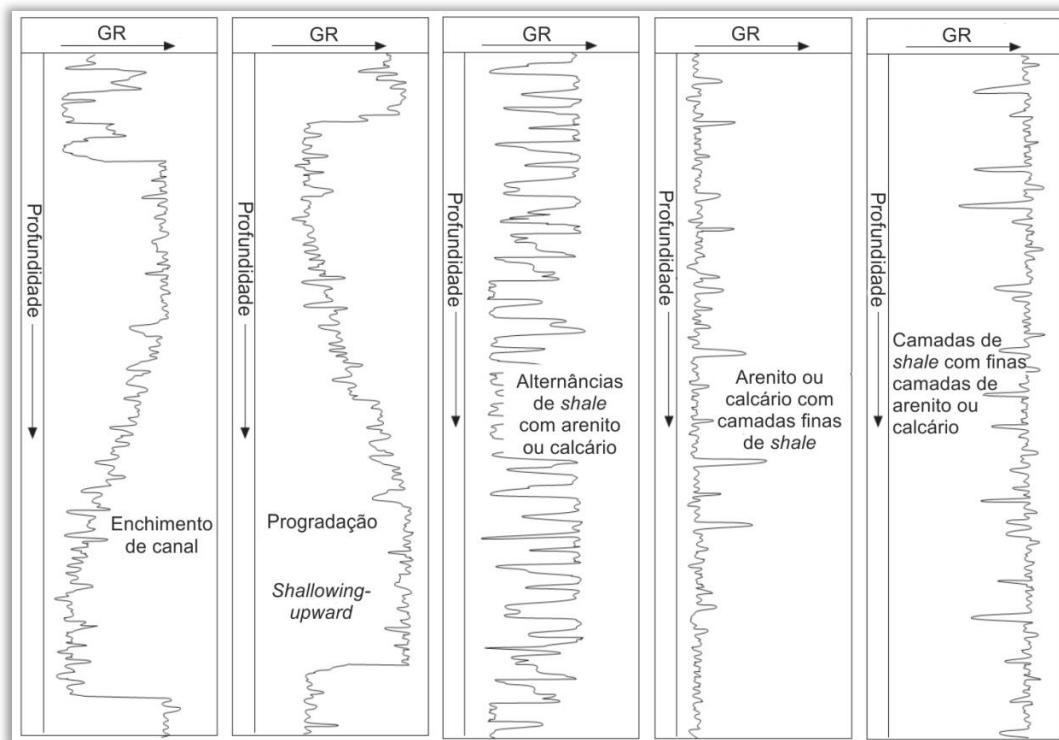 GR
Profundidade
Enchimento
de canal
GR
Profundidade
Progradação
Shallowing-
upward
GR
Profundidade
Alternâncias
de shale
com arenito
ou calcário
GR
Profundidade
Arenito ou
calcário com
camadas finas
de shale
GR
Profundidade
Camadas de
shale com finas
camadas de
arenito ou
calcário